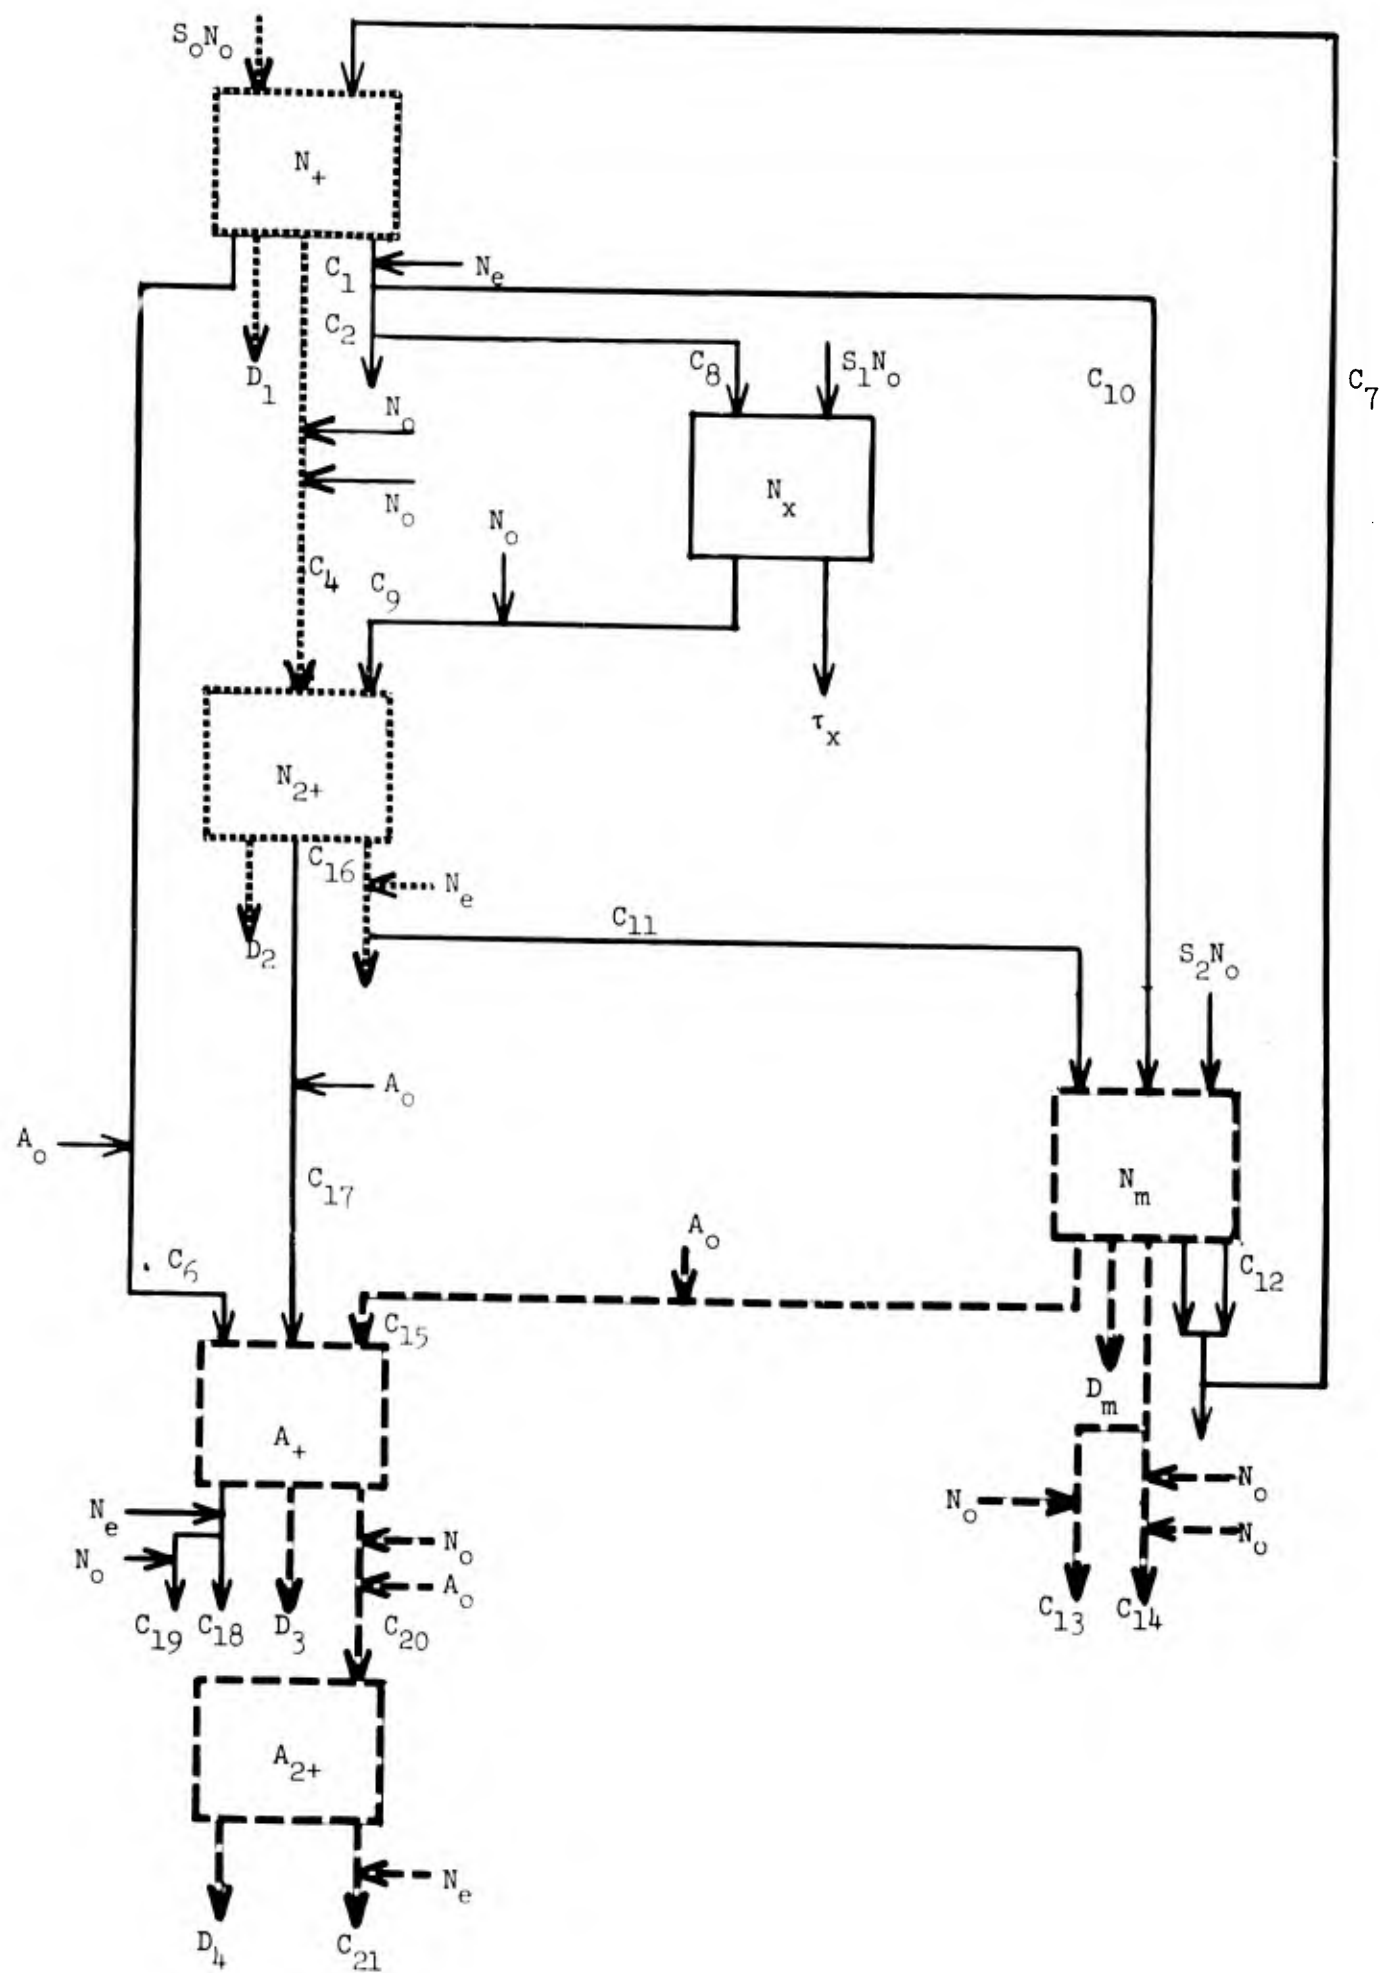 S₀N₀
N₊
C₁
Nₑ
C₂
C₈
S₁N₀
C₁₀
C₇
D₁
N₀
N₀
Nₓ
N₀
C₄
C₉
τₓ
N₂₊
C₁₆
Nₑ
D₂
C₁₁
S₂N₀
A₀
A₀
C₁₇
Nₘ
A₀
C₆
C₁₂
C₁₅
Dₘ
A₊
Nₑ
N₀
N₀
N₀
N₀
N₀
A₀
C₁₉
C₁₈
D₃
C₂₀
C₁₃
C₁₄
A₂₊
Nₑ
D₄
C₂₁